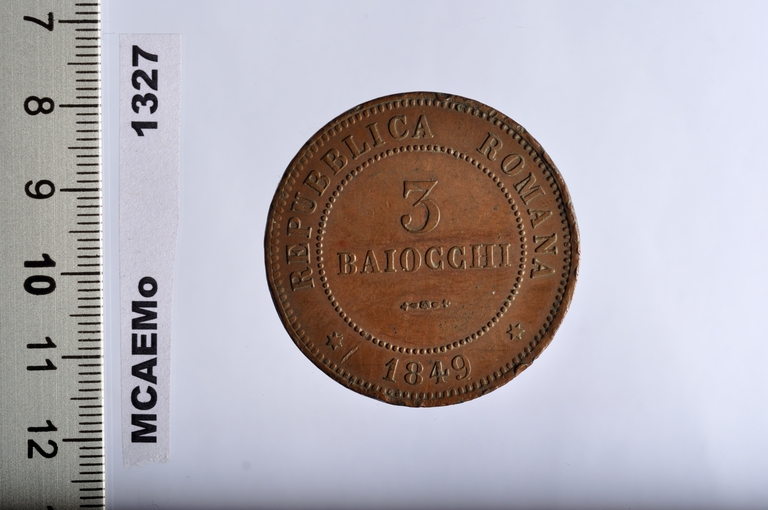 7
8
9
10
11
12
MCAEMo 1327
REPUBBLICA ROMANA
3
BAIOCCHI
1849